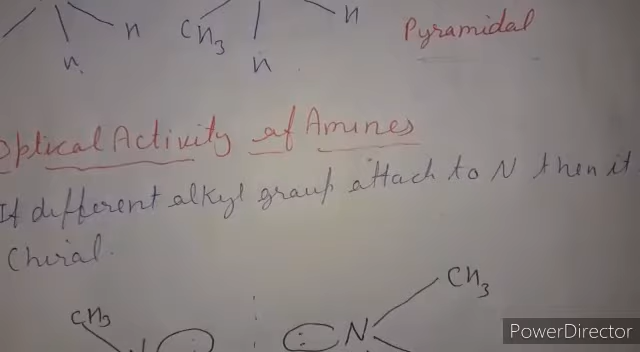 n CH₃ n Pyramidal
n n
Optical Activity of Amines
If different alkyl group attach to N then it
Chiral.
CH₃
CH₃ N
PowerDirector